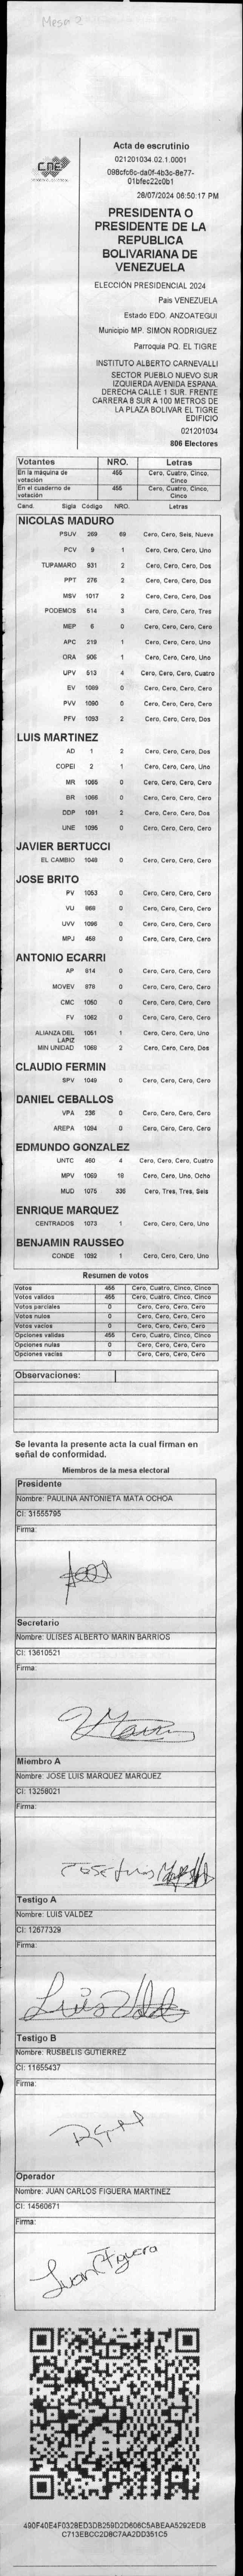 Mesa 2
CNE
Acta de escrutinio
021201034.02.1.0001
098cfc6c-da0f-4b3c-8e77-
01bfec22c0b1
28/07/2024 06:50:17 PM
PRESIDENTA O
PRESIDENTE DE LA
REPUBLICA
BOLIVARIANA DE
VENEZUELA
ELECCIÓN PRESIDENCIAL 2024
Pais VENEZUELA
Estado EDO. ANZOATEGUI
Municipio MP. SIMON RODRIGUEZ
Parroquia PQ. EL TIGRE
INSTITUTO ALBERTO CARNEVALLI
SECTOR PUEBLO NUEVO SUR
IZQUIERDA AVENIDA ESPANA.
DERECHA CALLE 1 SUR. FRENTE
CARRERA 8 SUR A 100 METROS DE
LA PLAZA BOLIVAR EL TIGRE
EDIFICIO
021201034
806 Electores
Votantes NRO. Letras
En la máquina de votación 455 Cero, Cuatro, Cinco, Cinco
En el cuaderno de votación 455 Cero, Cuatro, Cinco, Cinco
Cand. Sigla Código NRO. Letras
NICOLAS MADURO
PSUV 269 69 Cero, Cero, Seis, Nueve
PCV 9 1 Cero, Cero, Cero, Uno
TUPAMARO 931 2 Cero, Cero, Cero, Dos
PPT 276 2 Cero, Cero, Cero, Dos
MSV 1017 2 Cero, Cero, Cero, Dos
PODEMOS 514 3 Cero, Cero, Cero, Tres
MEP 6 0 Cero, Cero, Cero, Cero
APC 219 1 Cero, Cero, Cero, Uno
ORA 906 1 Cero, Cero, Cero, Uno
UPV 513 4 Cero, Cero, Cero, Cuatro
EV 1089 0 Cero, Cero, Cero, Cero
PVV 1090 0 Cero, Cero, Cero, Cero
PFV 1093 2 Cero, Cero, Cero, Dos
LUIS MARTINEZ
AD 1 2 Cero, Cero, Cero, Dos
COPEI 2 1 Cero, Cero, Cero, Uno
MR 1065 0 Cero, Cero, Cero, Cero
BR 1066 0 Cero, Cero, Cero, Cero
DDP 1091 2 Cero, Cero, Cero, Dos
UNE 1095 0 Cero, Cero, Cero, Cero
JAVIER BERTUCCI
EL CAMBIO 1048 0 Cero, Cero, Cero, Cero
JOSE BRITO
PV 1053 0 Cero, Cero, Cero, Cero
VU 868 0 Cero, Cero, Cero, Cero
UVV 1096 0 Cero, Cero, Cero, Cero
MPJ 458 0 Cero, Cero, Cero, Cero
ANTONIO ECARRI
AP 814 0 Cero, Cero, Cero, Cero
MOVEV 878 0 Cero, Cero, Cero, Cero
CMC 1050 0 Cero, Cero, Cero, Cero
FV 1062 0 Cero, Cero, Cero, Cero
ALIANZA DEL LAPIZ 1051 1 Cero, Cero, Cero, Uno
MIN UNIDAD 1068 2 Cero, Cero, Cero, Dos
CLAUDIO FERMIN
SPV 1049 0 Cero, Cero, Cero, Cero
DANIEL CEBALLOS
VPA 236 0 Cero, Cero, Cero, Cero
AREPA 1094 0 Cero, Cero, Cero, Cero
EDMUNDO GONZALEZ
UNTC 460 4 Cero, Cero, Cero, Cuatro
MPV 1069 18 Cero, Cero, Uno, Ocho
MUD 1075 336 Cero, Tres, Tres, Seis
ENRIQUE MARQUEZ
CENTRADOS 1073 1 Cero, Cero, Cero, Uno
BENJAMIN RAUSSEO
CONDE 1092 1 Cero, Cero, Cero, Uno
Resumen de votos
Votos 455 Cero, Cuatro, Cinco, Cinco
Votos validos 455 Cero, Cuatro, Cinco, Cinco
Votos parciales 0 Cero, Cero, Cero, Cero
Votos nulos 0 Cero, Cero, Cero, Cero
Votos vacios 0 Cero, Cero, Cero, Cero
Opciones validas 455 Cero, Cuatro, Cinco, Cinco
Opciones nulas 0 Cero, Cero, Cero, Cero
Opciones vacias 0 Cero, Cero, Cero, Cero
Observaciones:
Se levanta la presente acta la cual firman en
señal de conformidad.
Miembros de la mesa electoral
Presidente
Nombre: PAULINA ANTONIETA MATA OCHOA
CI: 31555795
Firma:
Secretario
Nombre: ULISES ALBERTO MARIN BARRIOS
CI: 13610521
Firma:
Miembro A
Nombre: JOSE LUIS MARQUEZ MARQUEZ
CI: 13258021
Firma:
Testigo A
Nombre: LUIS VALDEZ
CI: 12677329
Firma:
Testigo B
Nombre: RUSBELIS GUTIERREZ
CI: 11655437
Firma:
Operador
Nombre: JUAN CARLOS FIGUERA MARTINEZ
CI: 14560671
Firma:
Juan Figuera
490F40E4F0328ED3DB259D2D606C5ABEAA5292EDB
C713EBCC2D8C7AA2DD351C5